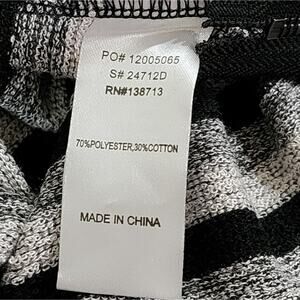 PO# 12005065
S# 24712D
RN#138713
70%POLYESTER,30%COTTON
MADE IN CHINA